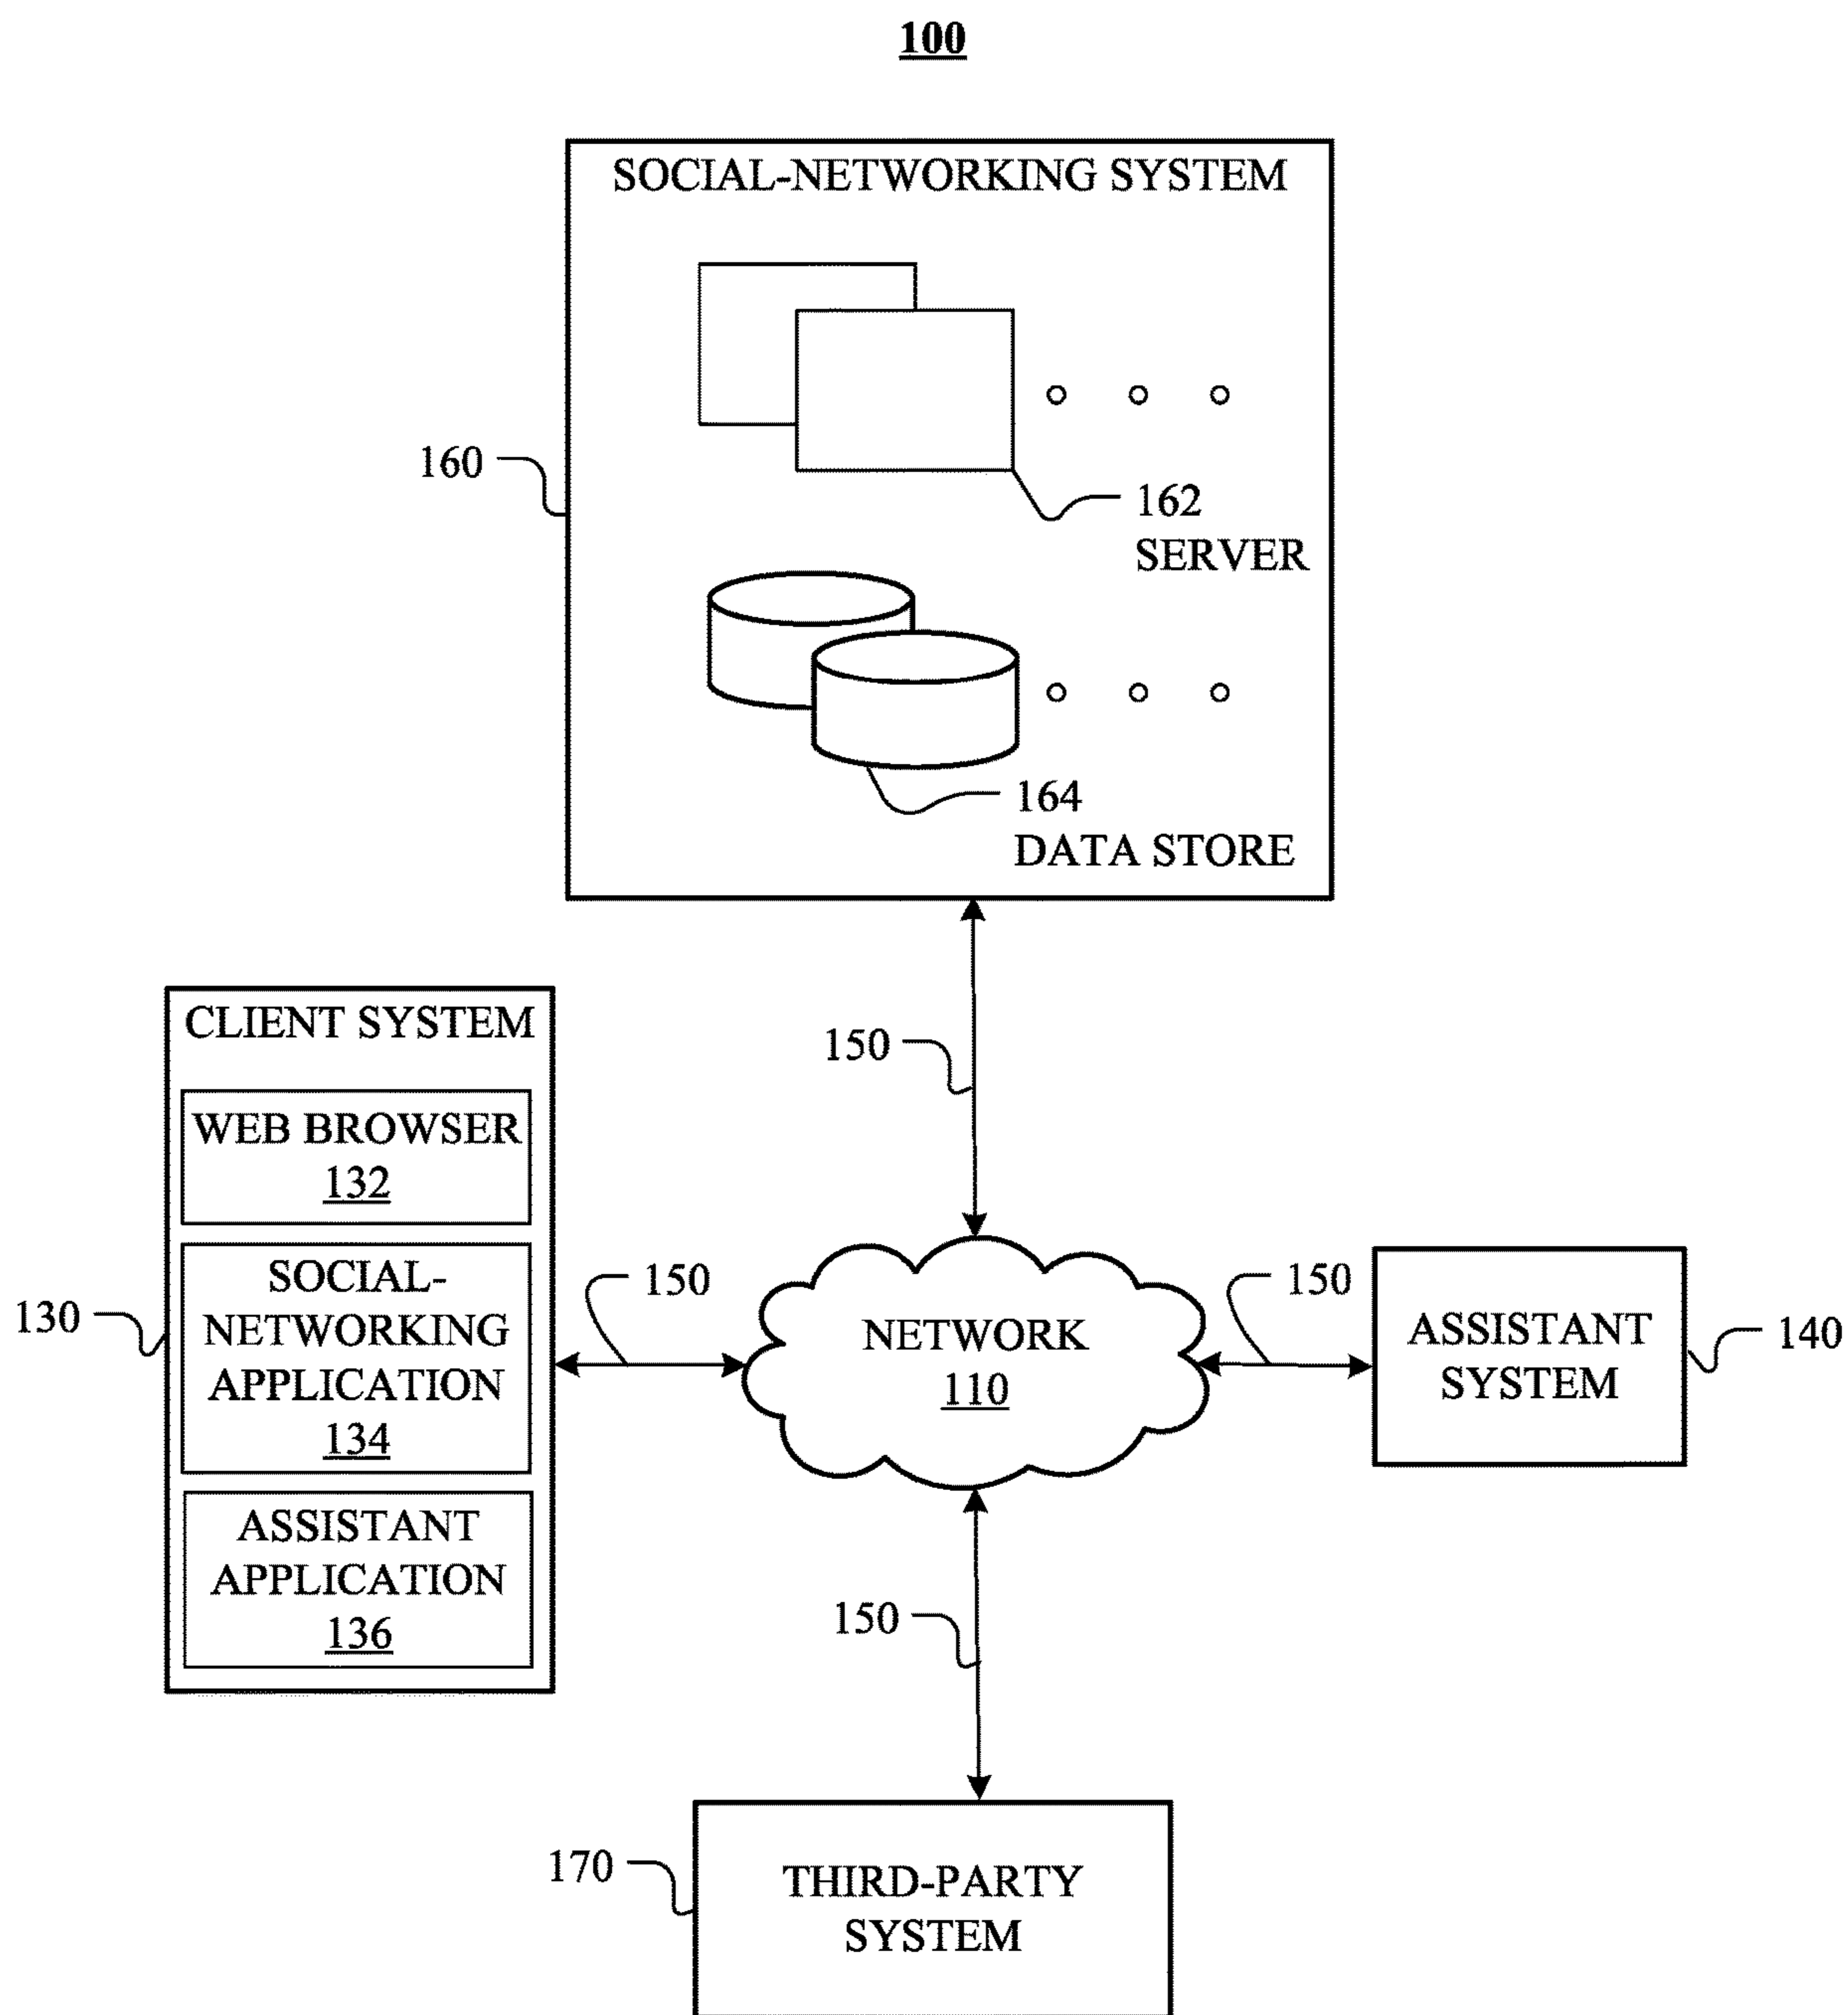 100
SOCIAL-NETWORKING SYSTEM
160
162
SERVER
164
DATA STORE
CLIENT SYSTEM
150
WEB BROWSER
132
SOCIAL-
NETWORKING
APPLICATION
134
130
150
NETWORK
110
150
ASSISTANT
SYSTEM
140
ASSISTANT
APPLICATION
136
150
170
THIRD-PARTY
SYSTEM